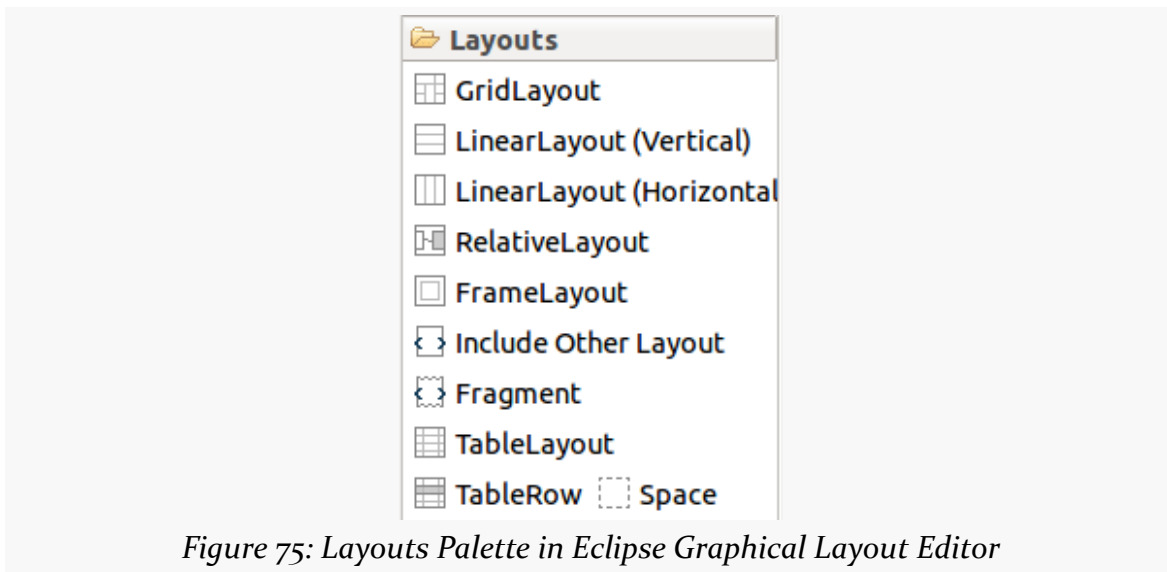 Layouts
GridLayout
LinearLayout (Vertical)
LinearLayout (Horizontal
RelativeLayout
FrameLayout
Include Other Layout
Fragment
TableLayout
TableRow Space
Figure 75: Layouts Palette in Eclipse Graphical Layout Editor